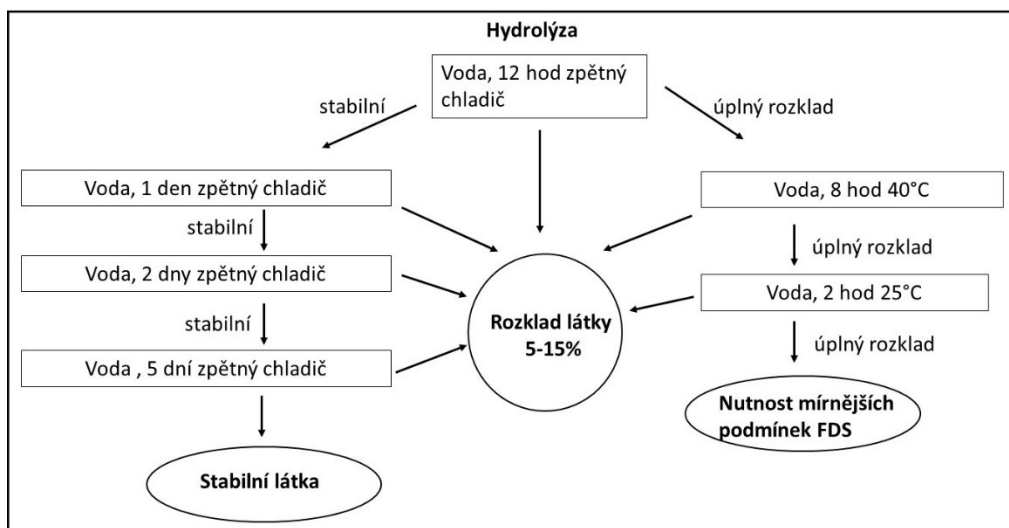 Hydrolýza
Voda, 12 hod zpětný
chladič
stabilní
úplný rozklad
Voda, 1 den zpětný chladič
Voda, 8 hod 40°C
stabilní
úplný rozklad
Voda, 2 dny zpětný chladič
Voda, 2 hod 25°C
Rozklad látky
5-15%
stabilní
úplný rozklad
Voda , 5 dní zpětný chladič
Nutnost mírnějších
podmínek FDS
Stabilní látka